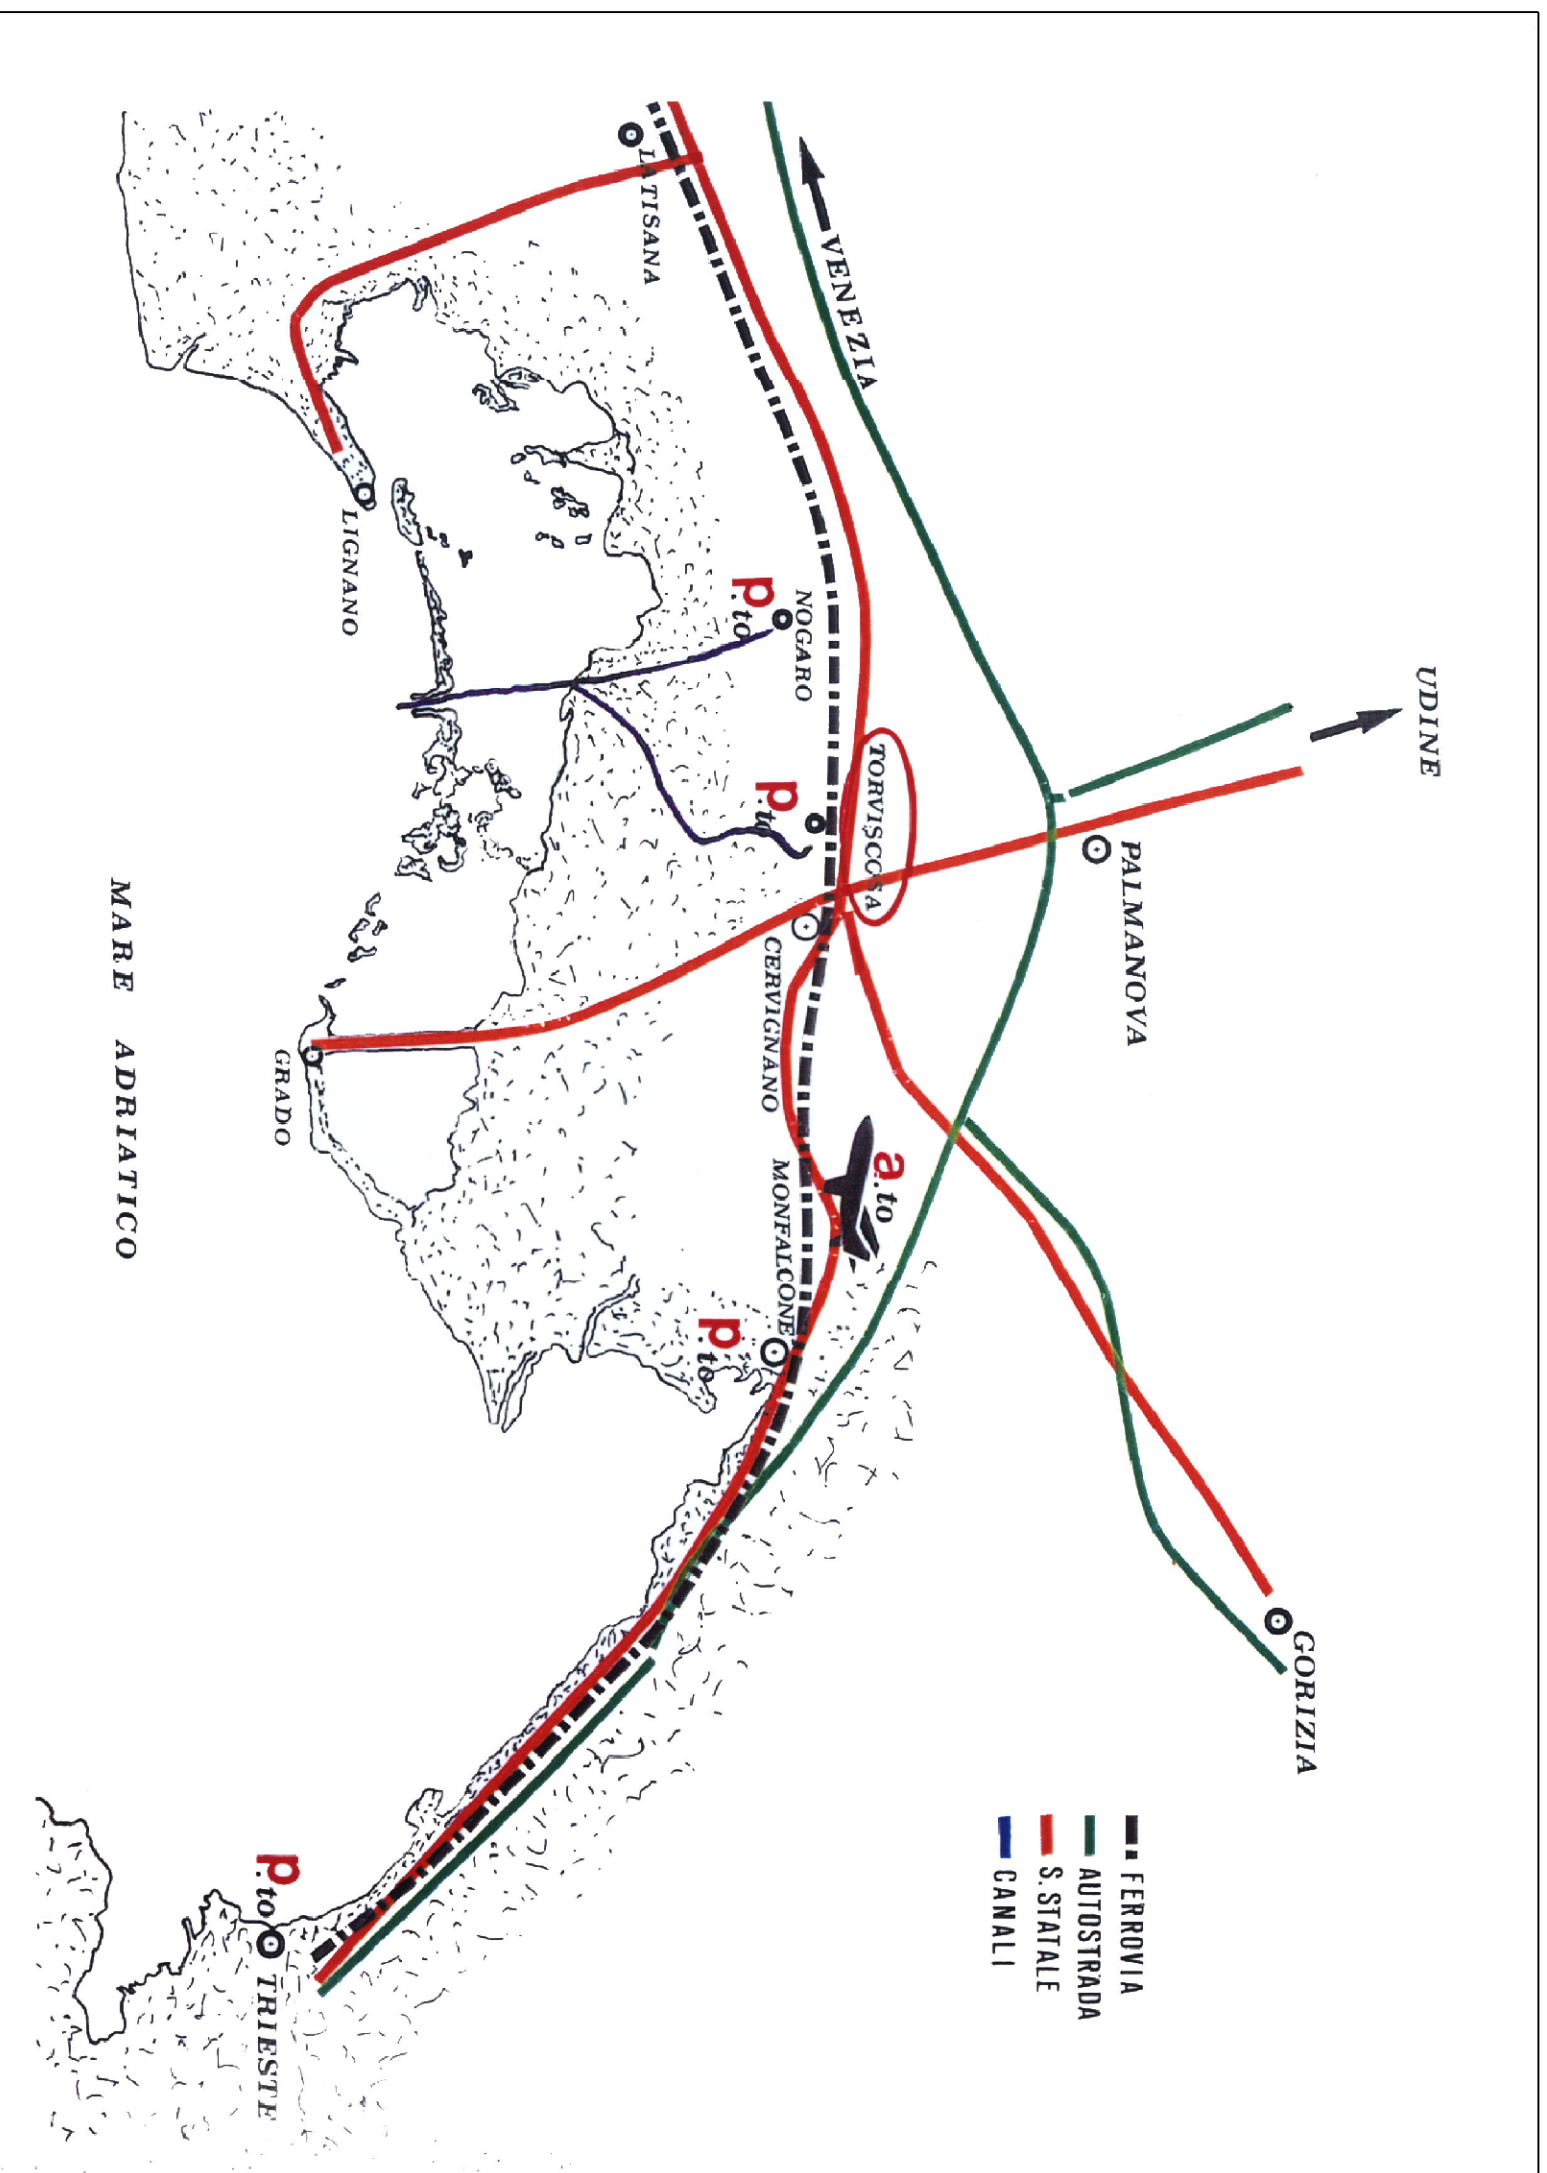 UDINE
VENEZIA
PALMANOVA
GORIZIA
FERROVIA
AUTOSTRADA
S. STATALE
CANALI
LATISANA
p.to
NOGARO
TORVISCOSA
p.to
CERVIGNANO
a.to
MONFALCONE
p.to
LIGNANO
GRADO
MARE ADRIATICO
p.to
TRIESTE